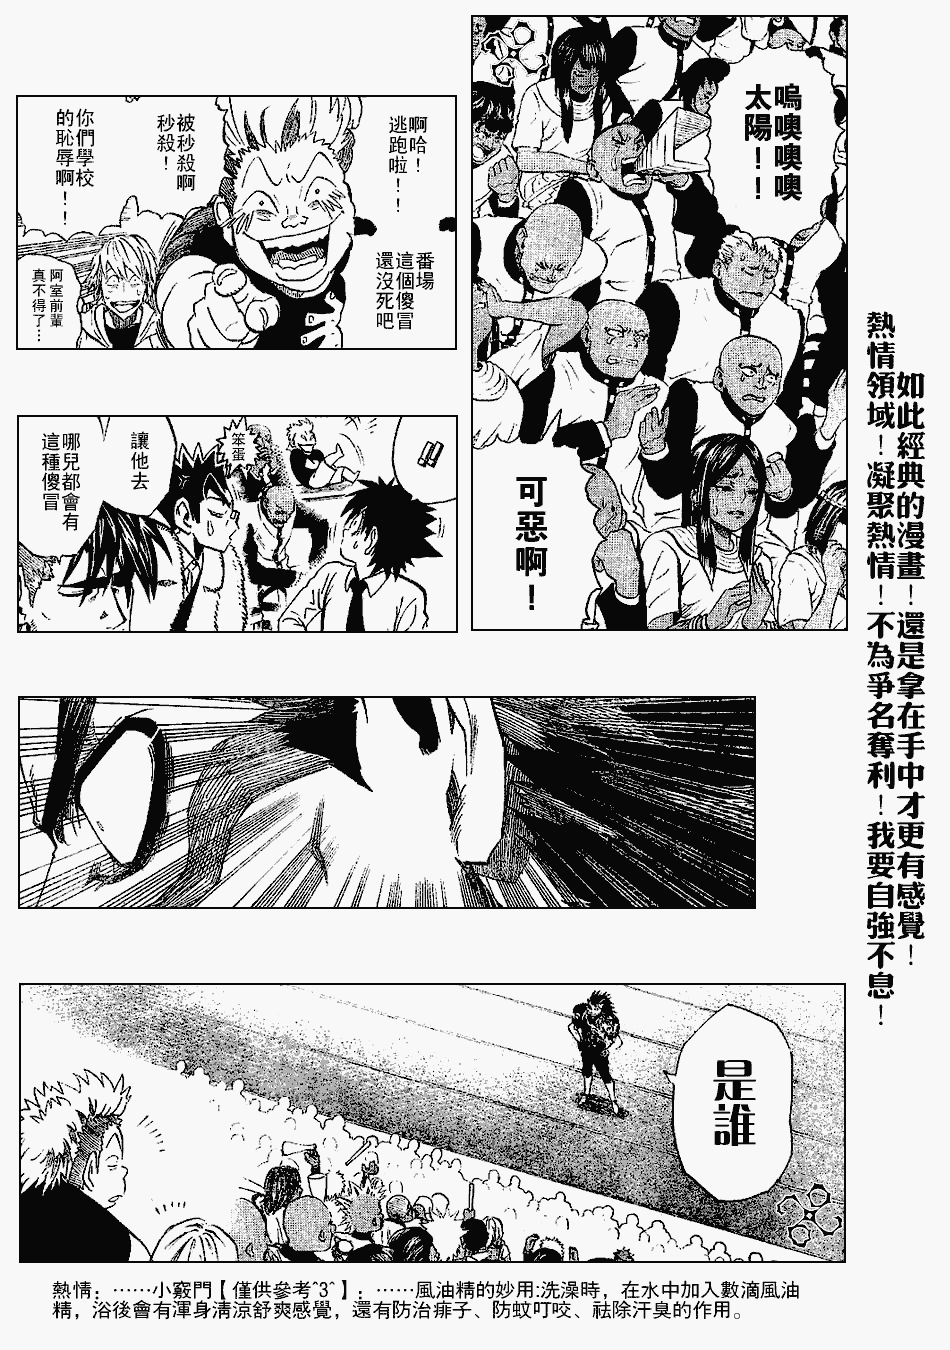 嗚噢噢噢
太陽！！
可惡啊！
啊哈！
逃跑啦！！
番場
這個傻冒
還沒死吧
被秒殺啊
秒殺！
你們學校
的恥辱啊！！
阿室前輩
真不得了…
!!
笨蛋
讓他去
哪兒都會有
這種傻冒
是誰
如此經典的漫畫！還是拿在手中才更有感覺！
熱情領域！凝聚熱情！不為爭名奪利！我要自強不息！
熱情：……小竅門【僅供參考^3^】：……風油精的妙用:洗澡時，在水中加入數滴風油
精，浴後會有渾身清涼舒爽感覺，還有防治痱子、防蚊叮咬、祛除汗臭的作用。